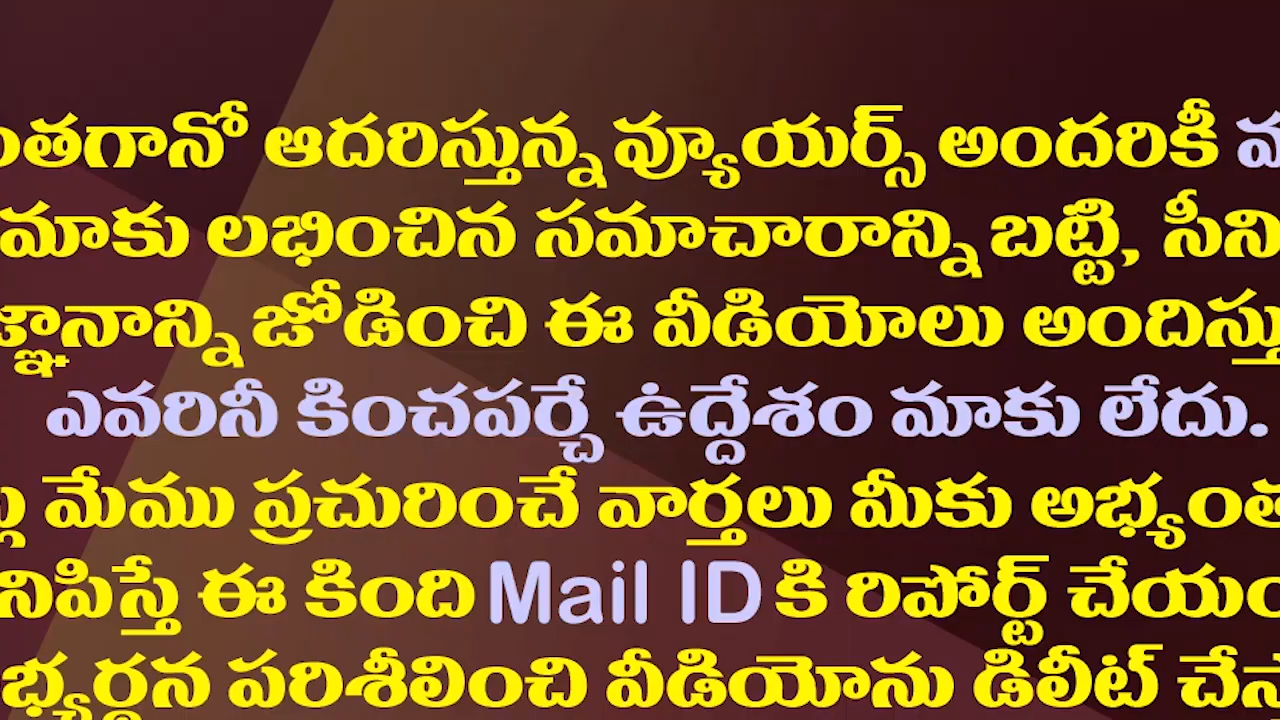 ంతగానో ఆదరిస్తున్న వ్యూయర్స్ అందరికీ
మాకు లభించిన సమాచారాన్ని బట్టి, సీని
జ్ఞానాన్ని జోడించి ఈ వీడియోలు అందిస్తు
ఎవరినీ కించపర్చే ఉద్దేశం మాకు లేదు.
మేము ప్రచురించే వార్తలు మీకు అభ్యంత
నిపిస్తే ఈ కింది Mail ID కి రిపోర్ట్ చేయం
భ్యర్థన పరిశీలించి వీడియోను డిలీట్ చేస